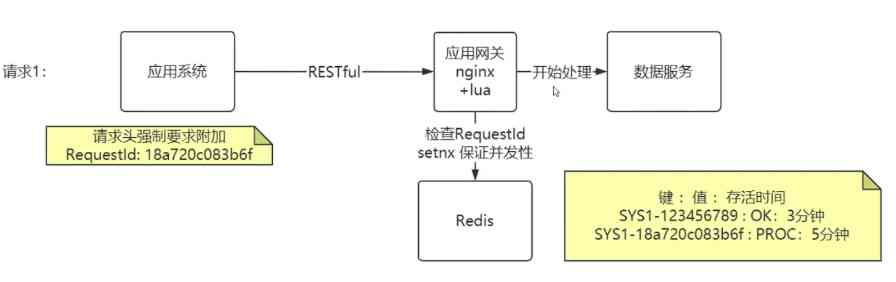 请求1：
应用系统
RESTful
应用网关
nginx
+lua
开始处理
数据服务
请求头强制要求附加
RequestId: 18a720c083b6f
检查RequestId
setnx 保证并发性
Redis
键 ：值 ：存活时间
SYS1-123456789 : OK：3分钟
SYS1-18a720c083b6f : PROC：5分钟